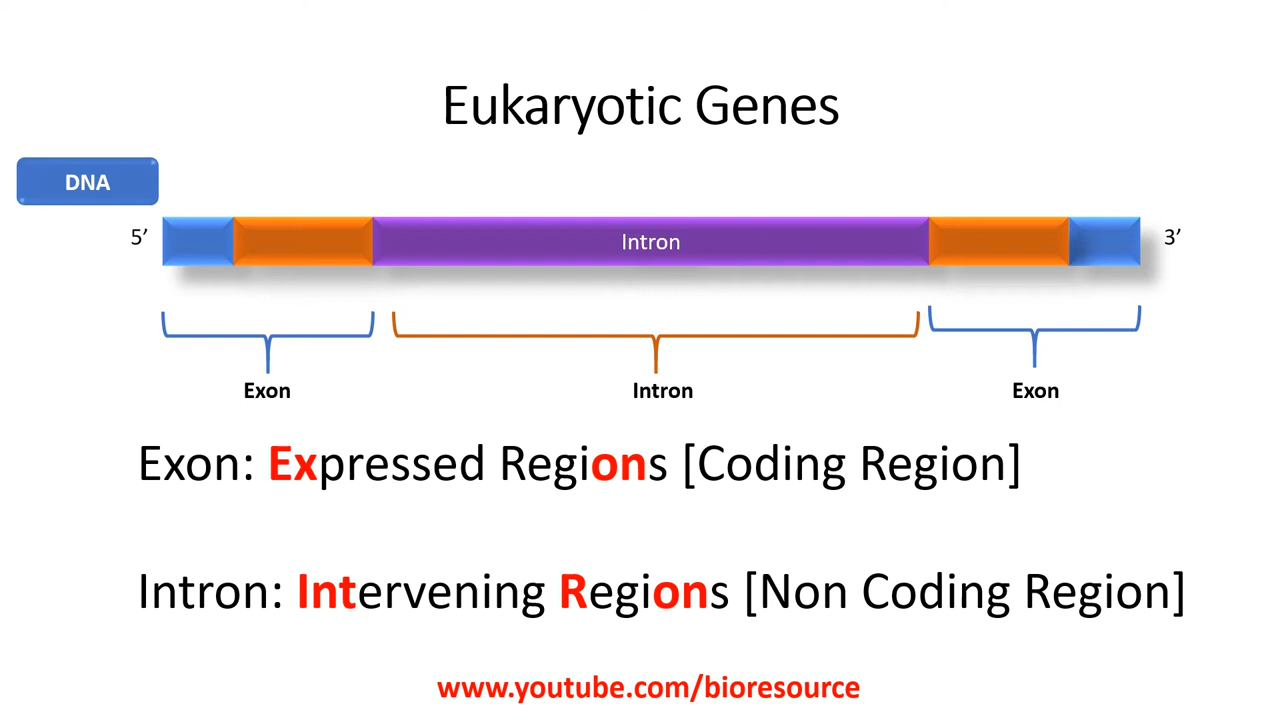 Eukaryotic Genes
DNA
5’
Intron
3’
Exon
Intron
Exon
Exon: Expressed Regions [Coding Region]
Intron: Intervening Regions [Non Coding Region]
www.youtube.com/bioresource